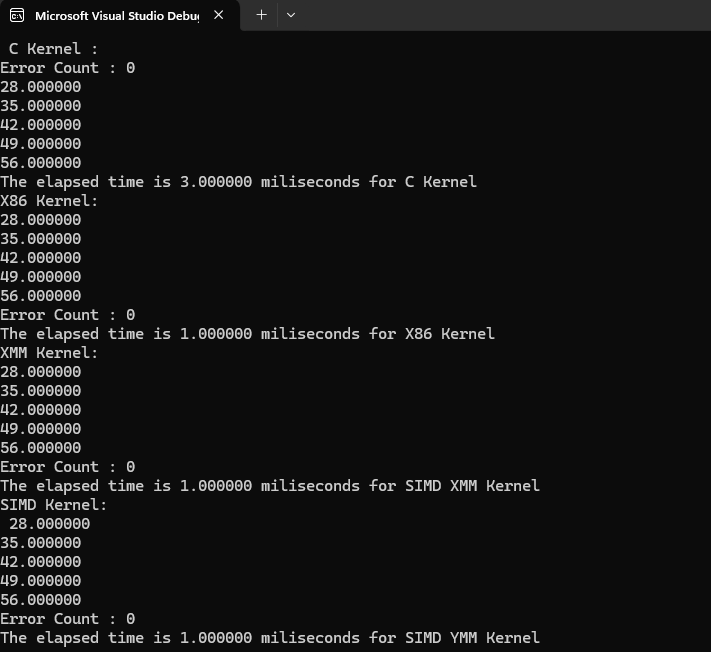 Microsoft Visual Studio Debu
C Kernel :
Error Count : 0
28.000000
35.000000
42.000000
49.000000
56.000000
The elapsed time is 3.000000 miliseconds for C Kernel
X86 Kernel:
28.000000
35.000000
42.000000
49.000000
56.000000
Error Count : 0
The elapsed time is 1.000000 miliseconds for X86 Kernel
XMM Kernel:
28.000000
35.000000
42.000000
49.000000
56.000000
Error Count : 0
The elapsed time is 1.000000 miliseconds for SIMD XMM Kernel
SIMD Kernel:
28.000000
35.000000
42.000000
49.000000
56.000000
Error Count : 0
The elapsed time is 1.000000 miliseconds for SIMD YMM Kernel